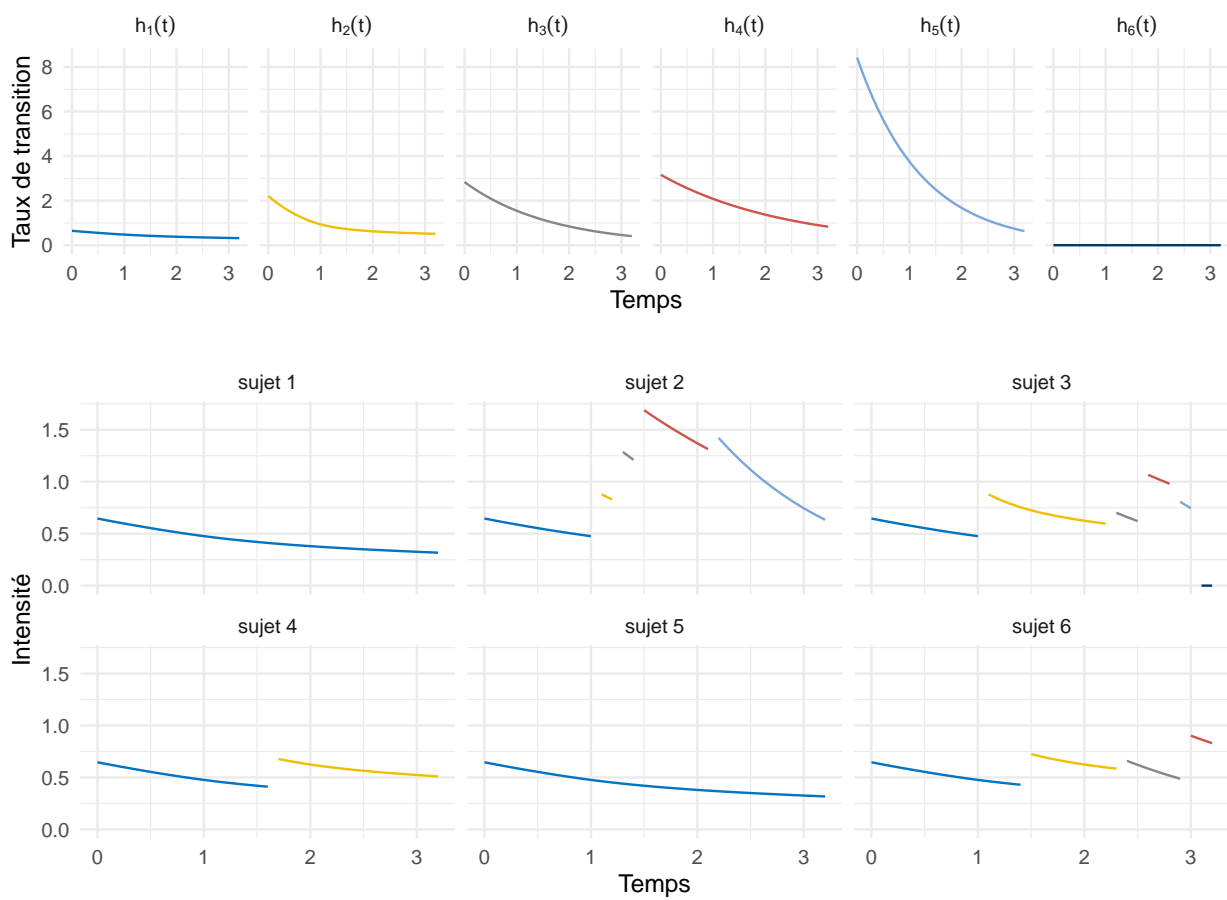 h₁(t) h₂(t) h₃(t) h₄(t) h₅(t) h₆(t)
Taux de transition
8
6
4
2
0
0 1 2 3 0 1 2 3 0 1 2 3 0 1 2 3 0 1 2 3 0 1 2 3
Temps
sujet 1 sujet 2 sujet 3
Intensité
1.5
1.0
0.5
0.0
sujet 4 sujet 5 sujet 6
1.5
1.0
0.5
0.0
0 1 2 3 0 1 2 3 0 1 2 3
Temps